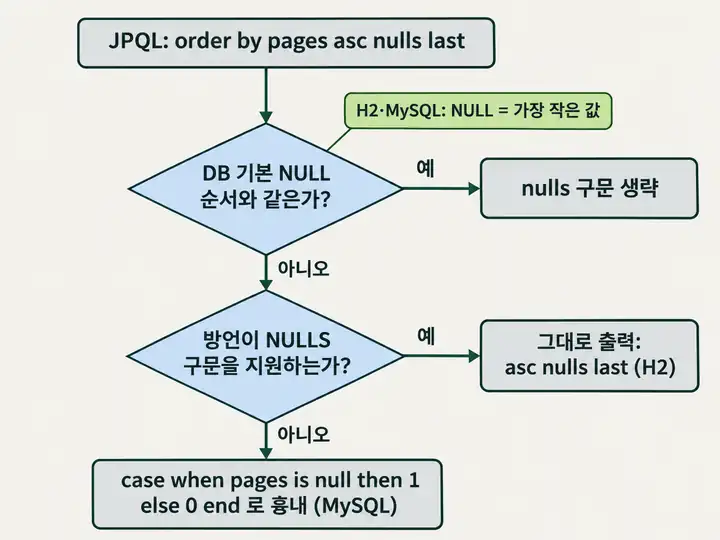 JPQL: order by pages asc nulls last
H2·MySQL: NULL = 가장 작은 값
DB 기본 NULL
순서와 같은가?
예
nulls 구문 생략
아니오
방언이 NULLS
구문을 지원하는가?
예
그대로 출력:
asc nulls last (H2)
아니오
case when pages is null then 1
else 0 end 로 흉내 (MySQL)